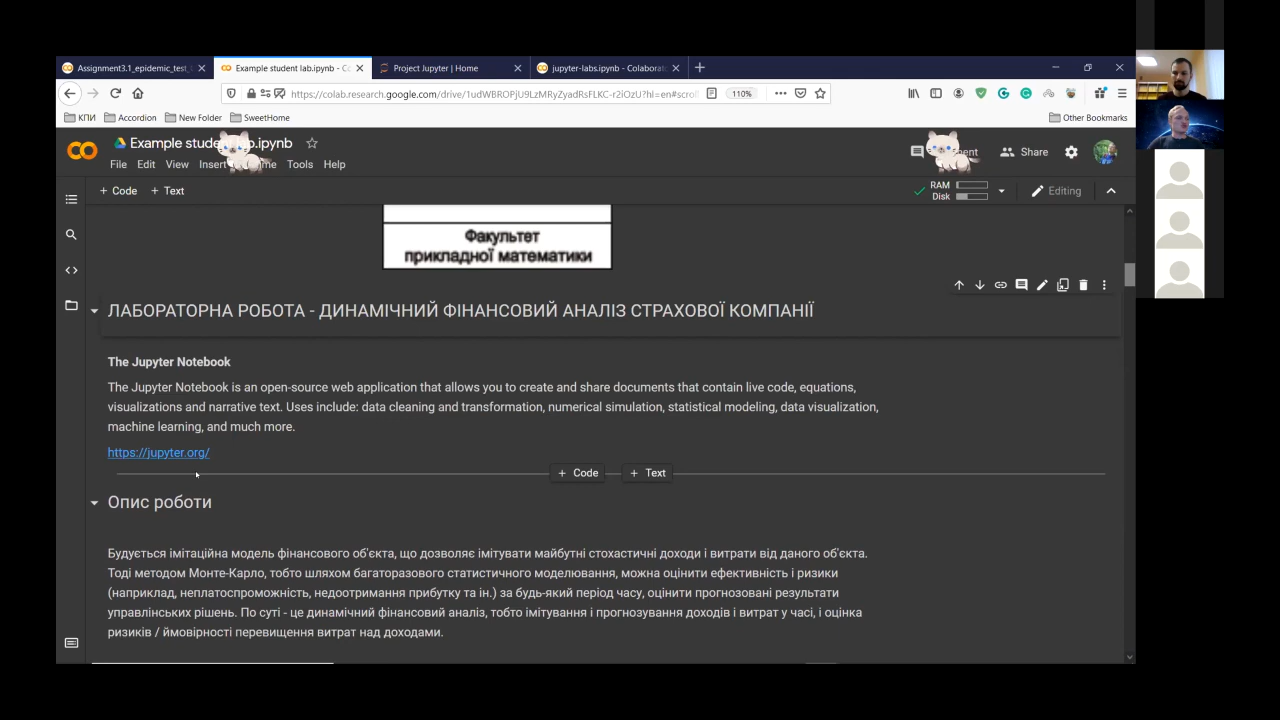 Assignment3.1_epidemic_test_
Example student lab.ipynb - C
Project Jupyter | Home
jupyter-labs.ipynb - Colaborat
https://colab.research.google.com/drive/
110%
КПИ
Accordion
New Folder
SweetHome
Other Bookmarks
Example student lab.ipynb
Share
File
Edit
View
Insert
Tools
Help
+ Code
+ Text
RAM
Disk
Editing
Факультет
прикладної математики
ЛАБОРАТОРНА РОБОТА - ДИНАМІЧНИЙ ФІНАНСОВИЙ АНАЛІЗ СТРАХОВОЇ КОМПАНІЇ
The Jupyter Notebook
The Jupyter Notebook is an open-source web application that allows you to create and share documents that contain live code, equations,
visualizations and narrative text. Uses include: data cleaning and transformation, numerical simulation, statistical modeling, data visualization,
machine learning, and much more.
https://jupyter.org/
+ Code
+ Text
Опис роботи
Будується імітаційна модель фінансового об'єкта, що дозволяє імітувати майбутні стохастичні доходи і витрати від даного об'єкта.
Тоді методом Монте-Карло, тобто шляхом багаторазового статистичного моделювання, можна оцінити ефективність і ризики
(наприклад, неплатоспроможність, недоотримання прибутку та ін.) за будь-який період часу, оцінити прогнозовані результати
управлінських рішень. По суті - це динамічний фінансовий аналіз, тобто імітування і прогнозування доходів і витрат у часі, і оцінка
ризиків / ймовірності перевищення витрат над доходами.